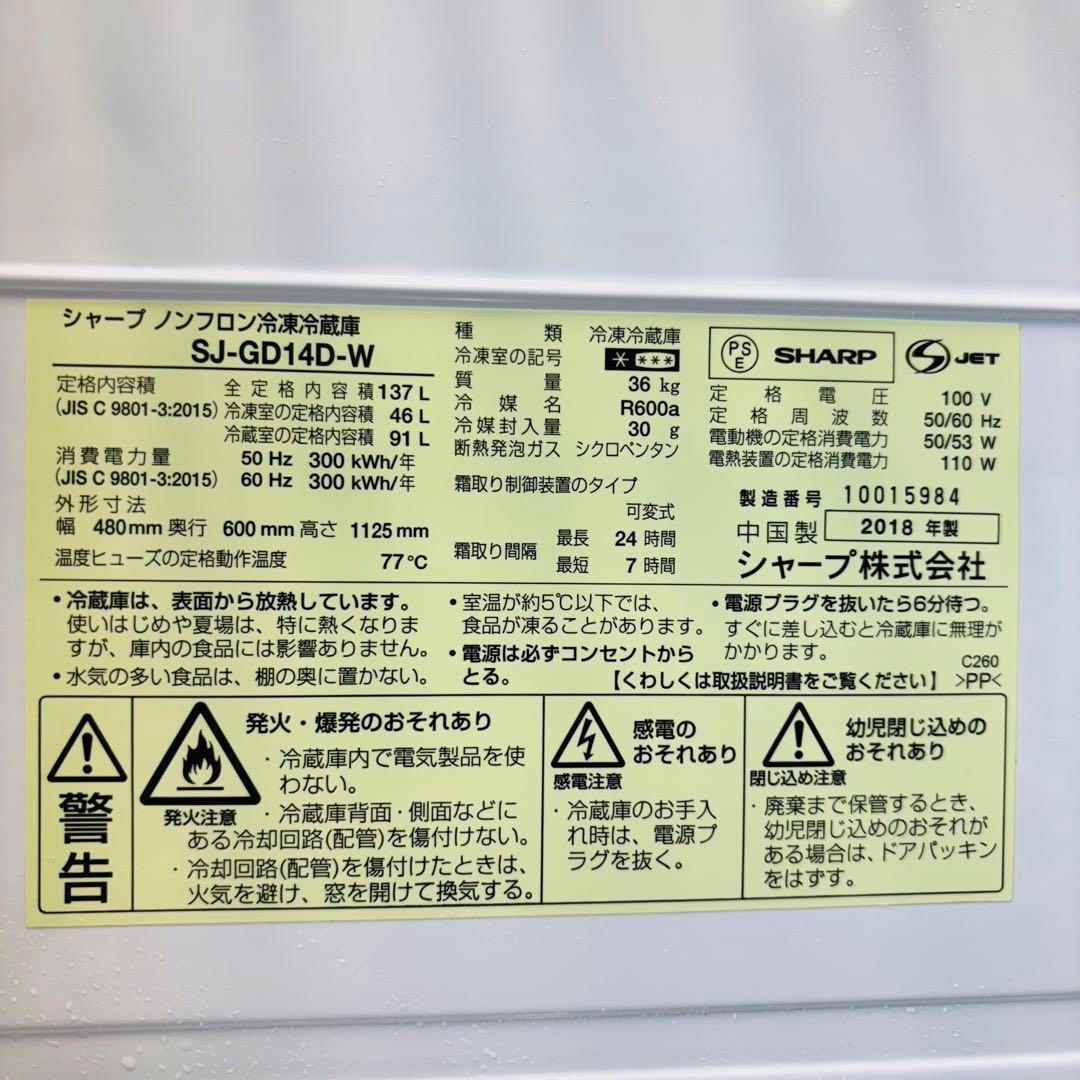 シャープ ノンフロン冷凍冷蔵庫
SJ-GD14D-W
定格内容積 全定格内容積 137 L
(JIS C 9801-3:2015) 冷凍室の定格内容積 46 L
冷蔵室の定格内容積 91 L
消費電力量 50 Hz 300 kWh/年
(JIS C 9801-3:2015) 60 Hz 300 kWh/年
外形寸法
幅 480mm 奥行 600mm 高さ 1125mm
温度ヒューズの定格動作温度 77℃
種類 冷凍冷蔵庫
冷凍室の記号 * ***
質量 36 kg
冷媒名 R600a
冷媒封入量 30 g
断熱発泡ガス シクロペンタン
霜取り制御装置のタイプ
可変式
霜取り間隔 最長 24 時間
最短 7 時間
PSE SHARP JET
定格電圧 100 V
定格周波数 50/60 Hz
電動機の定格消費電力 50/53 W
電熱装置の定格消費電力 110 W
製造番号 10015984
中国製 2018 年製
シャープ株式会社
・冷蔵庫は、表面から放熱しています。
使いはじめや夏場は、特に熱くなりま
すが、庫内の食品には影響ありません。
・水気の多い食品は、棚の奥に置かない。
・室温が約5℃以下では、
食品が凍ることがあります。
・電源は必ずコンセントから
とる。
・電源プラグを抜いたら6分待つ。
すぐに差し込むと冷蔵庫に無理が
かかります。
C260
【くわしくは取扱説明書をご覧ください】 >PP<
警告
発火・爆発のおそれあり
発火注意
・冷蔵庫内で電気製品を使
わない。
・冷蔵庫背面・側面などに
ある冷却回路(配管)を傷付けない。
・冷却回路(配管)を傷付けたときは、
火気を避け、窓を開けて換気する。
感電の
おそれあり
感電注意
・冷蔵庫のお手入
れ時は、電源プ
ラグを抜く。
幼児閉じ込めの
おそれあり
閉じ込め注意
・廃棄まで保管するとき、
幼児閉じ込めのおそれが
ある場合は、ドアパッキン
をはずす。